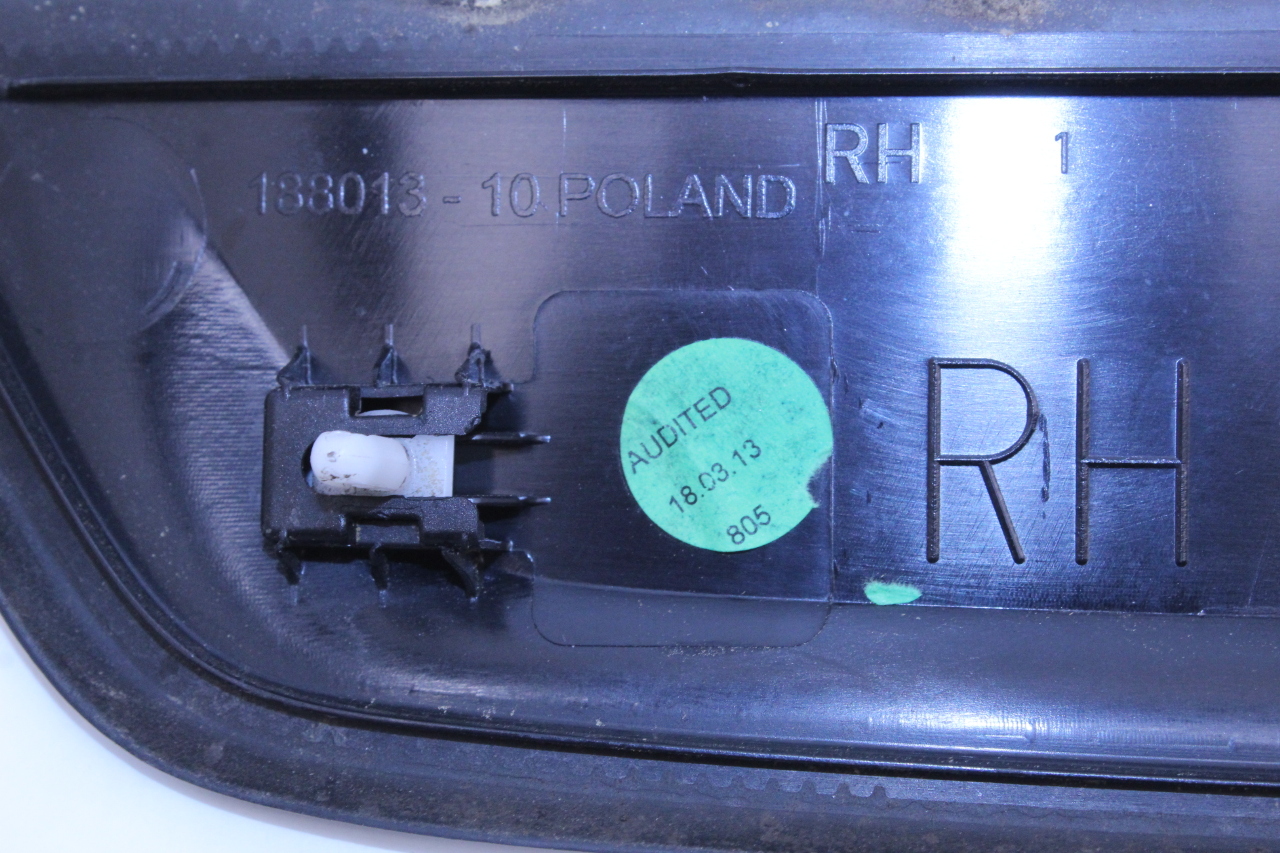 188013 - 10 POLAND
RH 1
AUDITED
18.03.13
805
RH